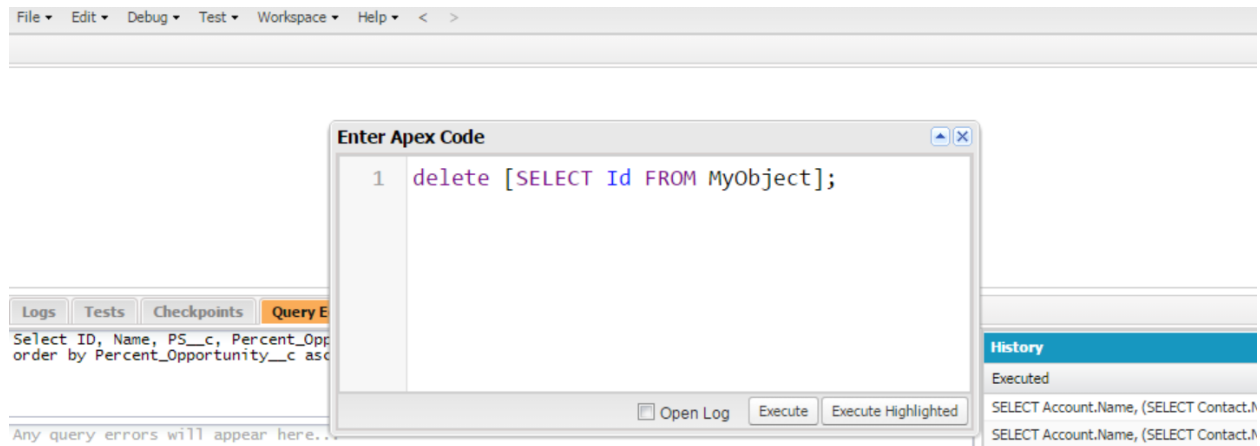 File Edit Debug Test Workspace Help < >
Enter Apex Code
1 delete [SELECT Id FROM MyObject];
Logs Tests Checkpoints Query E
Select ID, Name, PS__c, Percent_Opp
order by Percent_Opportunity__c asc
Any query errors will appear here...
Open Log Execute Execute Highlighted
History
Executed
SELECT Account.Name, (SELECT Contact.N
SELECT Account.Name, (SELECT Contact.N